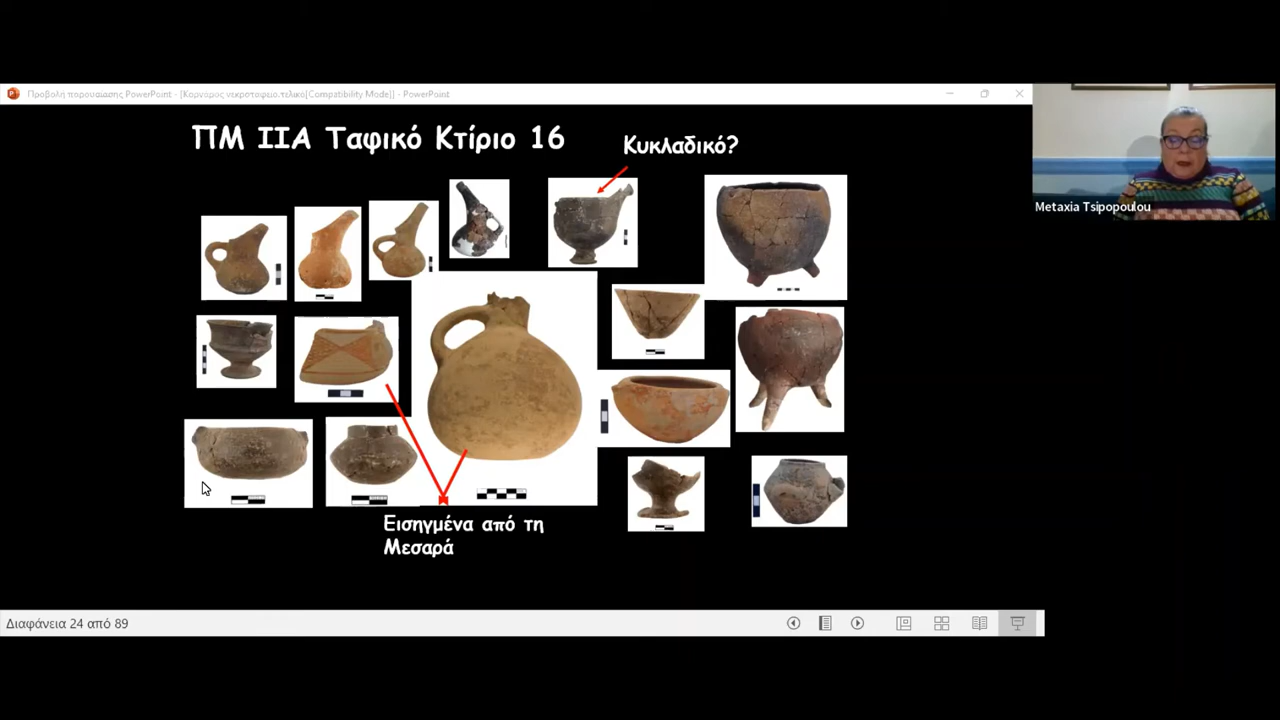 Προβολή παρουσίασης PowerPoint - [Κορνάρος νεκροταφειο.τελικο[Compatibility Mode]] - PowerPoint
ΠΜ ΙΙΑ Ταφικό Κτίριο 16
Κυκλαδικό?
Metaxia Tsipopoulou
Εισηγμένα από τη
Μεσαρά
Διαφάνεια 24 από 89